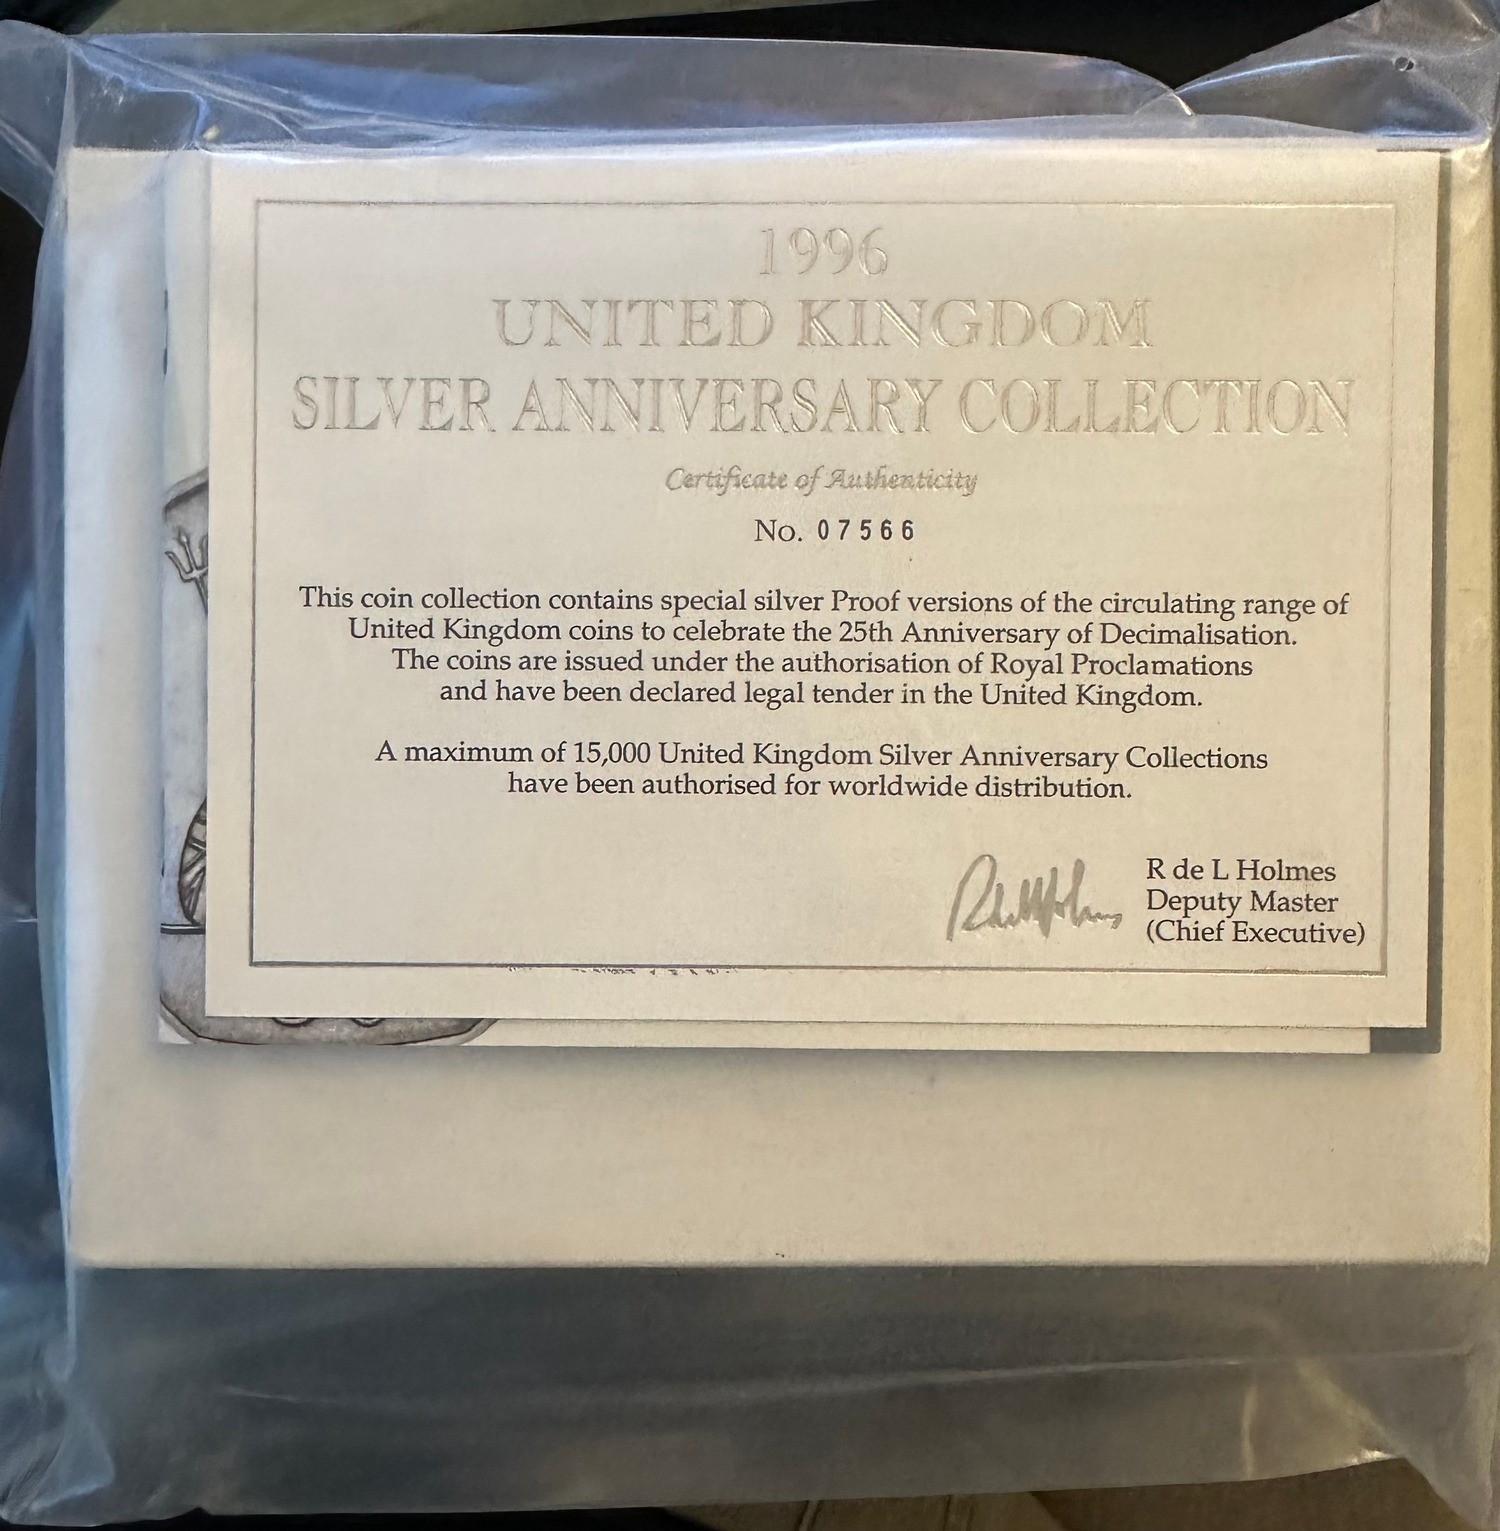 1996
UNITED KINGDOM
SILVER ANNIVERSARY COLLECTION
Certificate of Authenticity
No. 07566
This coin collection contains special silver Proof versions of the circulating range of
United Kingdom coins to celebrate the 25th Anniversary of Decimalisation.
The coins are issued under the authorisation of Royal Proclamations
and have been declared legal tender in the United Kingdom.
A maximum of 15,000 United Kingdom Silver Anniversary Collections
have been authorised for worldwide distribution.
R de L Holmes
Deputy Master
(Chief Executive)